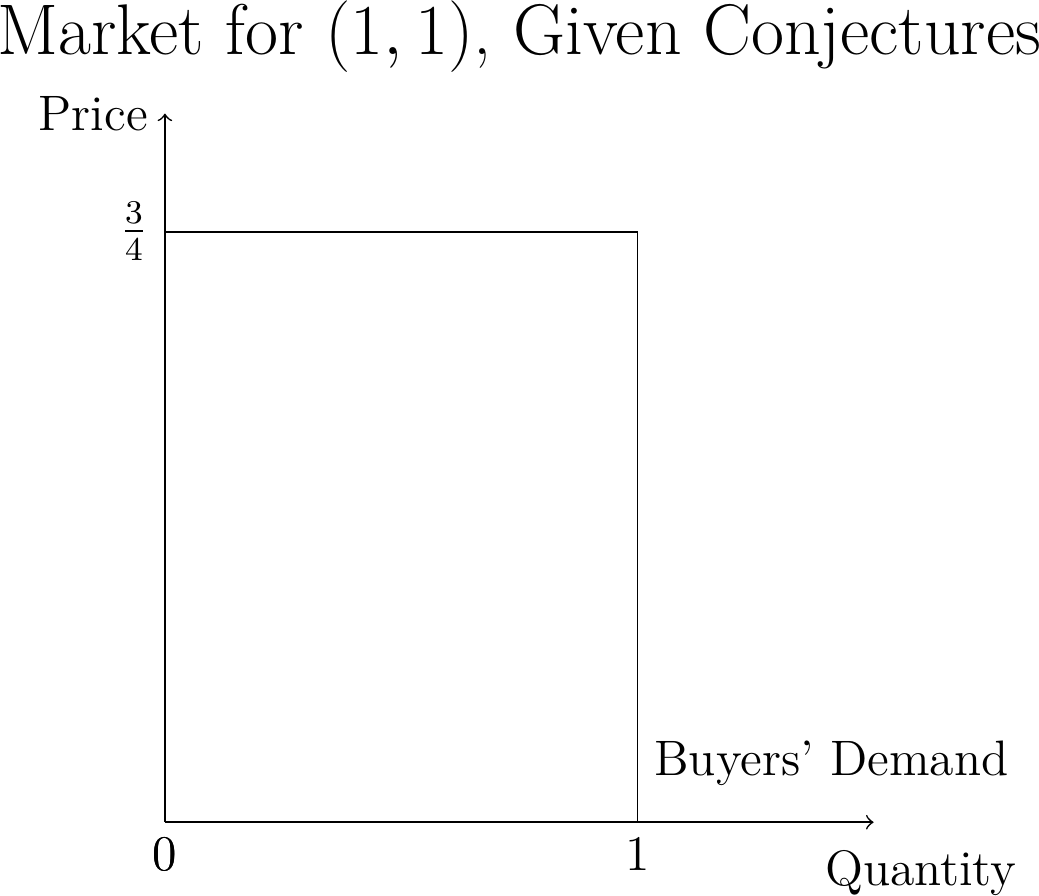 Market for (1, 1), Given Conjectures
Price
3/4
Buyers' Demand
0
1
Quantity